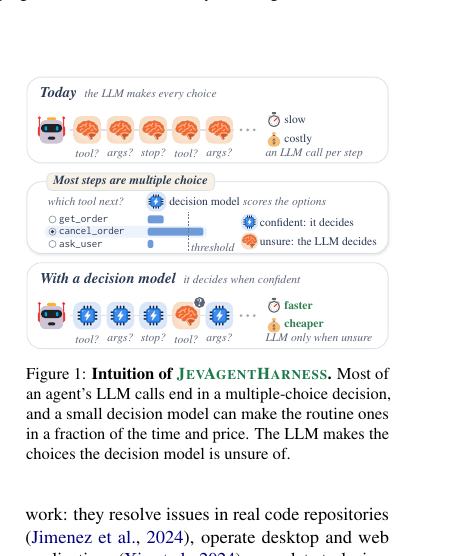 Today the LLM makes every choice
slow
costly
tool? args? stop? tool? args?
an LLM call per step
Most steps are multiple choice
which tool next? decision model scores the options
get_order
cancel_order
ask_user
threshold
confident: it decides
unsure: the LLM decides
With a decision model it decides when confident
?
faster
cheaper
tool? args? stop? tool? args?
LLM only when unsure
Figure 1: Intuition of JEVAGENTHARNESS. Most of
an agent's LLM calls end in a multiple-choice decision,
and a small decision model can make the routine ones
in a fraction of the time and price. The LLM makes the
choices the decision model is unsure of.
work: they resolve issues in real code repositories
(Jimenez et al., 2024), operate desktop and web